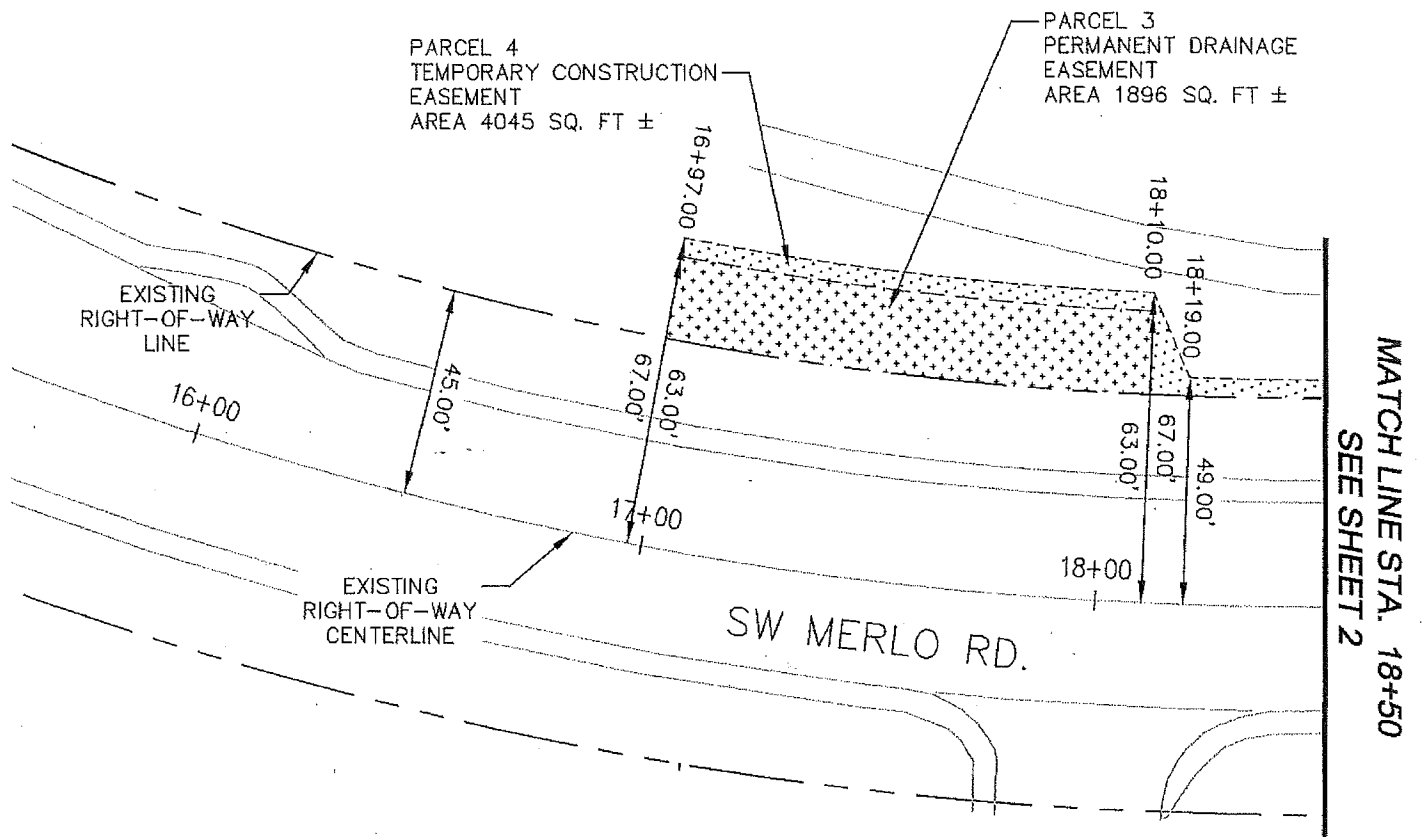 PARCEL 4
TEMPORARY CONSTRUCTION
EASEMENT
AREA 4045 SQ. FT ±
PARCEL 3
PERMANENT DRAINAGE
EASEMENT
AREA 1896 SQ. FT ±
16+97.00
18+10.00
18+19.00
EXISTING
RIGHT-OF-WAY
LINE
45.00'
63.00'
67.00'
67.00'
63.00'
49.00'
16+00
17+00
18+00
EXISTING
RIGHT-OF-WAY
CENTERLINE
SW MERLO RD.
MATCH LINE STA. 18+50
SEE SHEET 2